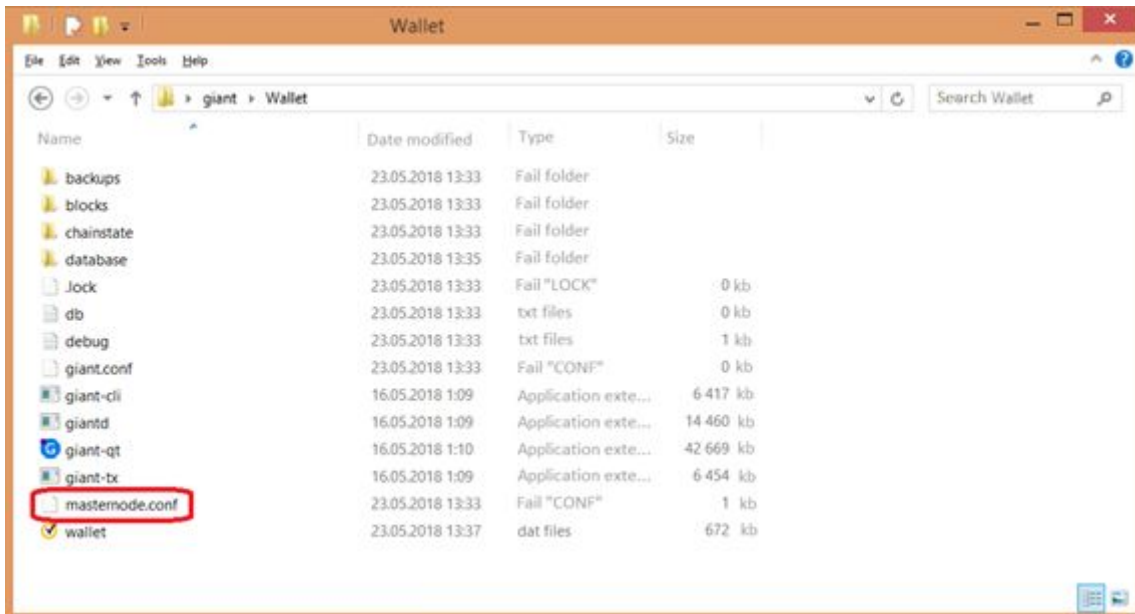 Wallet
File Edit View Tools Help
giant Wallet Search Wallet
Name Date modified Type Size
backups 23.05.2018 13:33 Fail folder
blocks 23.05.2018 13:33 Fail folder
chainstate 23.05.2018 13:33 Fail folder
database 23.05.2018 13:35 Fail folder
.lock 23.05.2018 13:33 Fail "LOCK" 0 kb
db 23.05.2018 13:33 txt files 0 kb
debug 23.05.2018 13:33 txt files 1 kb
giant.conf 23.05.2018 13:33 Fail "CONF" 0 kb
giant-cli 16.05.2018 1:09 Application exte... 6 417 kb
giantd 16.05.2018 1:09 Application exte... 14 460 kb
giant-qt 16.05.2018 1:10 Application exte... 42 669 kb
giant-tx 16.05.2018 1:09 Application exte... 6 454 kb
masternode.conf 23.05.2018 13:33 Fail "CONF" 1 kb
wallet 23.05.2018 13:37 dat files 672 kb